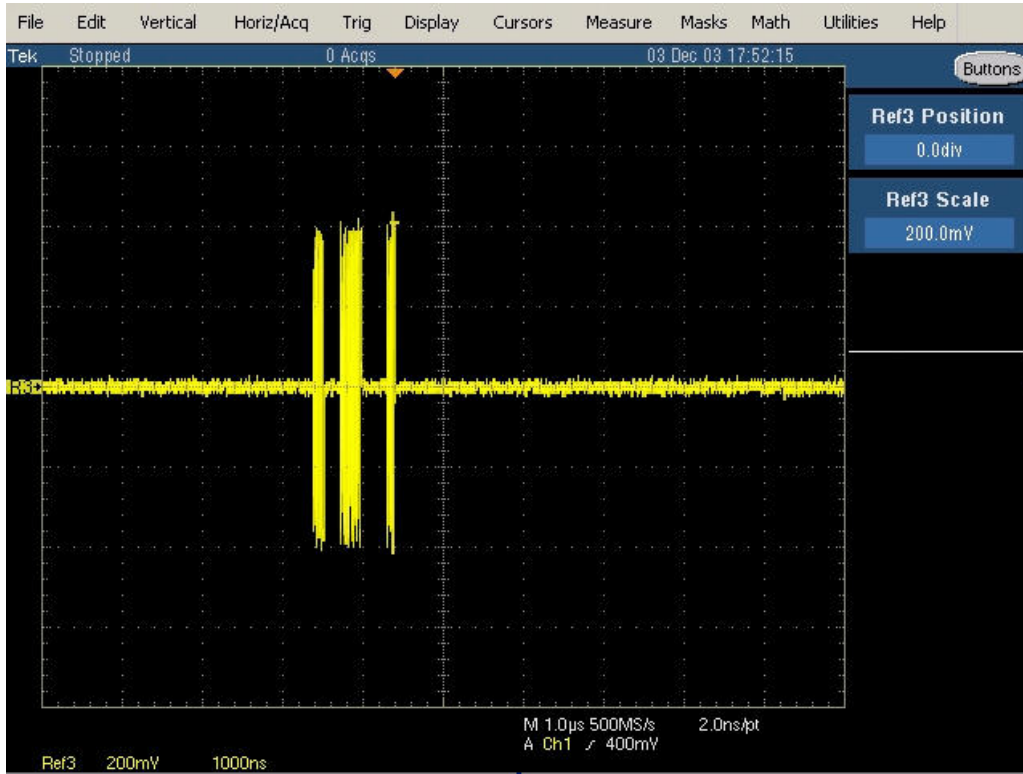 File Edit Vertical Horiz/Acq Trig Display Cursors Measure Masks Math Utilities Help
Tek Stopped 0 Acqs 03 Dec 03 17:52:15
Buttons
Ref3 Position
0.0div
Ref3 Scale
200.0mV
R3
M 1.0µs 500MS/s 2.0ns/pt
A Ch1 400mV
Ref3 200mV 1000ns